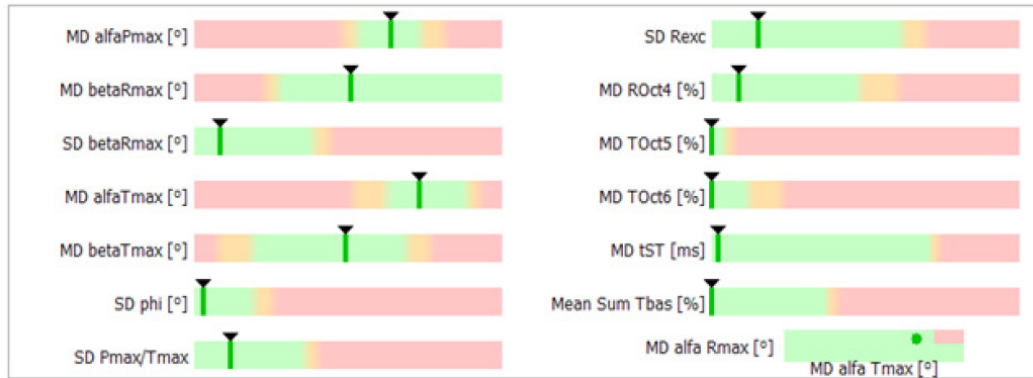 MD alfaPmax [º]
MD betaRmax [º]
SD betaRmax [º]
MD alfaTmax [º]
MD betaTmax [º]
SD phi [º]
SD Pmax/Tmax
SD Rexc
MD ROct4 [%]
MD TOct5 [%]
MD TOct6 [%]
MD tST [ms]
Mean Sum Tbas [%]
MD alfa Rmax [º]
MD alfa Tmax [º]